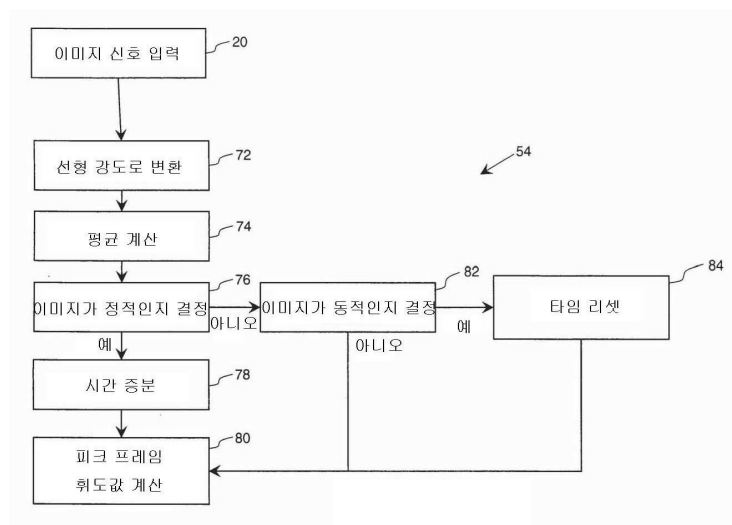 이미지 신호 입력
20
선형 강도로 변환
72
54
평균 계산
74
이미지가 정적인지 결정
76
아니오
이미지가 동적인지 결정
82
예
타임 리셋
84
예
아니오
시간 증분
78
피크 프레임
휘도값 계산
80